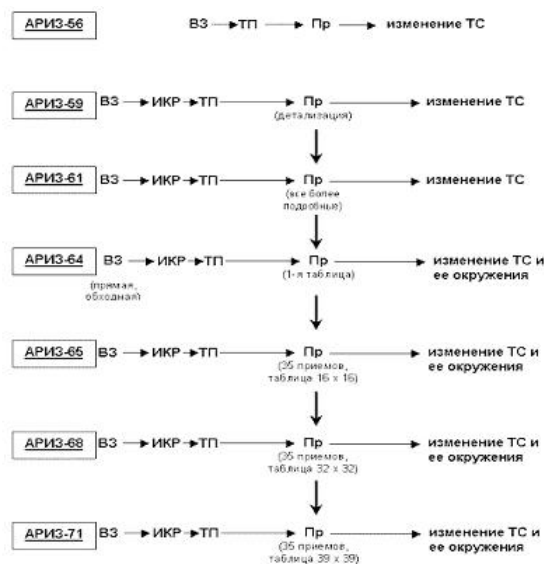 АРИЗ-56 ВЗ ТП Пр изменение ТС
АРИЗ-59 ВЗ ИКР ТП Пр изменение ТС
(детализация)
АРИЗ-61 ВЗ ИКР ТП Пр изменение ТС
(все более
подробные)
АРИЗ-64 ВЗ ИКР ТП Пр изменение ТС и
(прямая, (1-я таблица) ее окружения
обходная)
АРИЗ-65 ВЗ ИКР ТП Пр изменение ТС и
(35 приемов, ее окружения
таблица 16 х 16)
АРИЗ-68 ВЗ ИКР ТП Пр изменение ТС и
(35 приемов, ее окружения
таблица 32 х 32)
АРИЗ-71 ВЗ ИКР ТП Пр изменение ТС и
(35 приемов, ее окружения
таблица 39 х 39)